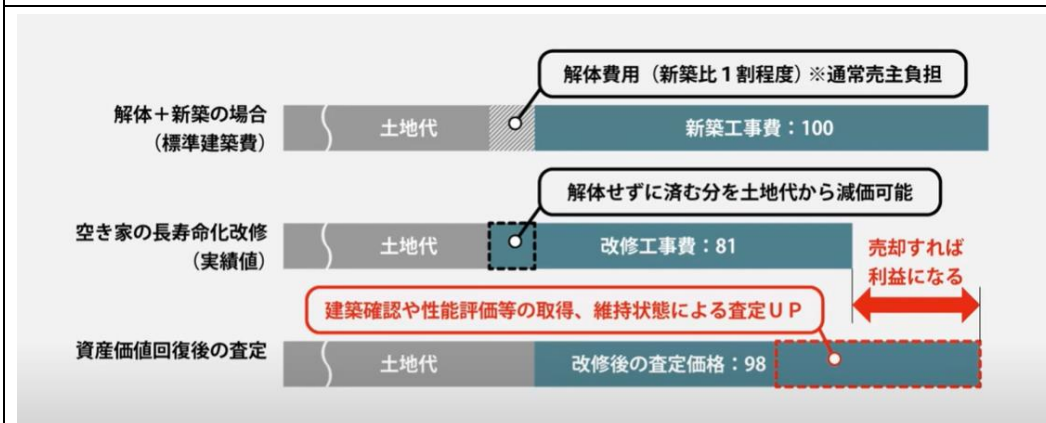 解体費用（新築比１割程度）※通常売主負担
解体＋新築の場合
（標準建築費）
土地代
新築工事費：100
解体せずに済む分を土地代から減価可能
空き家の長寿命化改修
（実績値）
土地代
改修工事費：81
売却すれば
利益になる
建築確認や性能評価等の取得、維持状態による査定ＵＰ
資産価値回復後の査定
土地代
改修後の査定価格：98